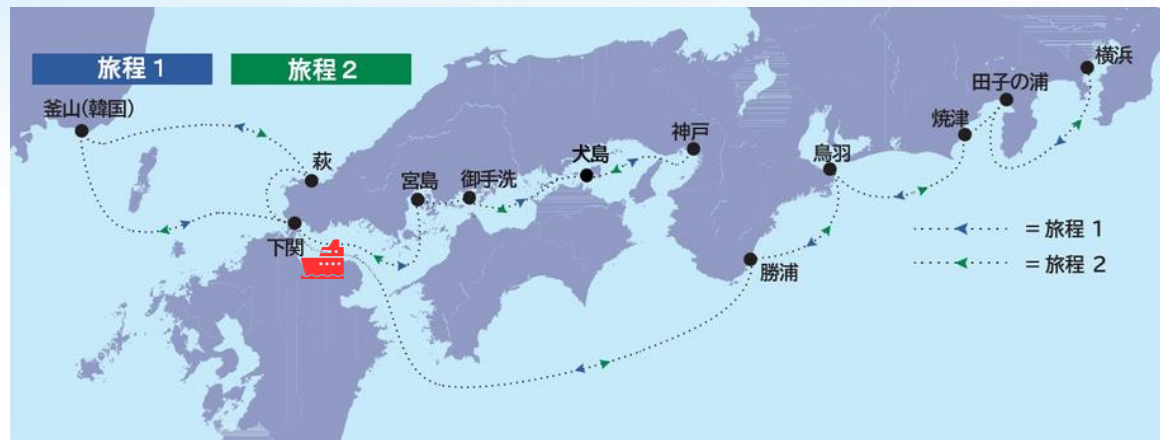 旅程1
旅程2
釜山(韓国)
萩
下関
宮島
御手洗
犬島
神戸
勝浦
鳥羽
焼津
田子の浦
横浜
= 旅程 1
= 旅程 2